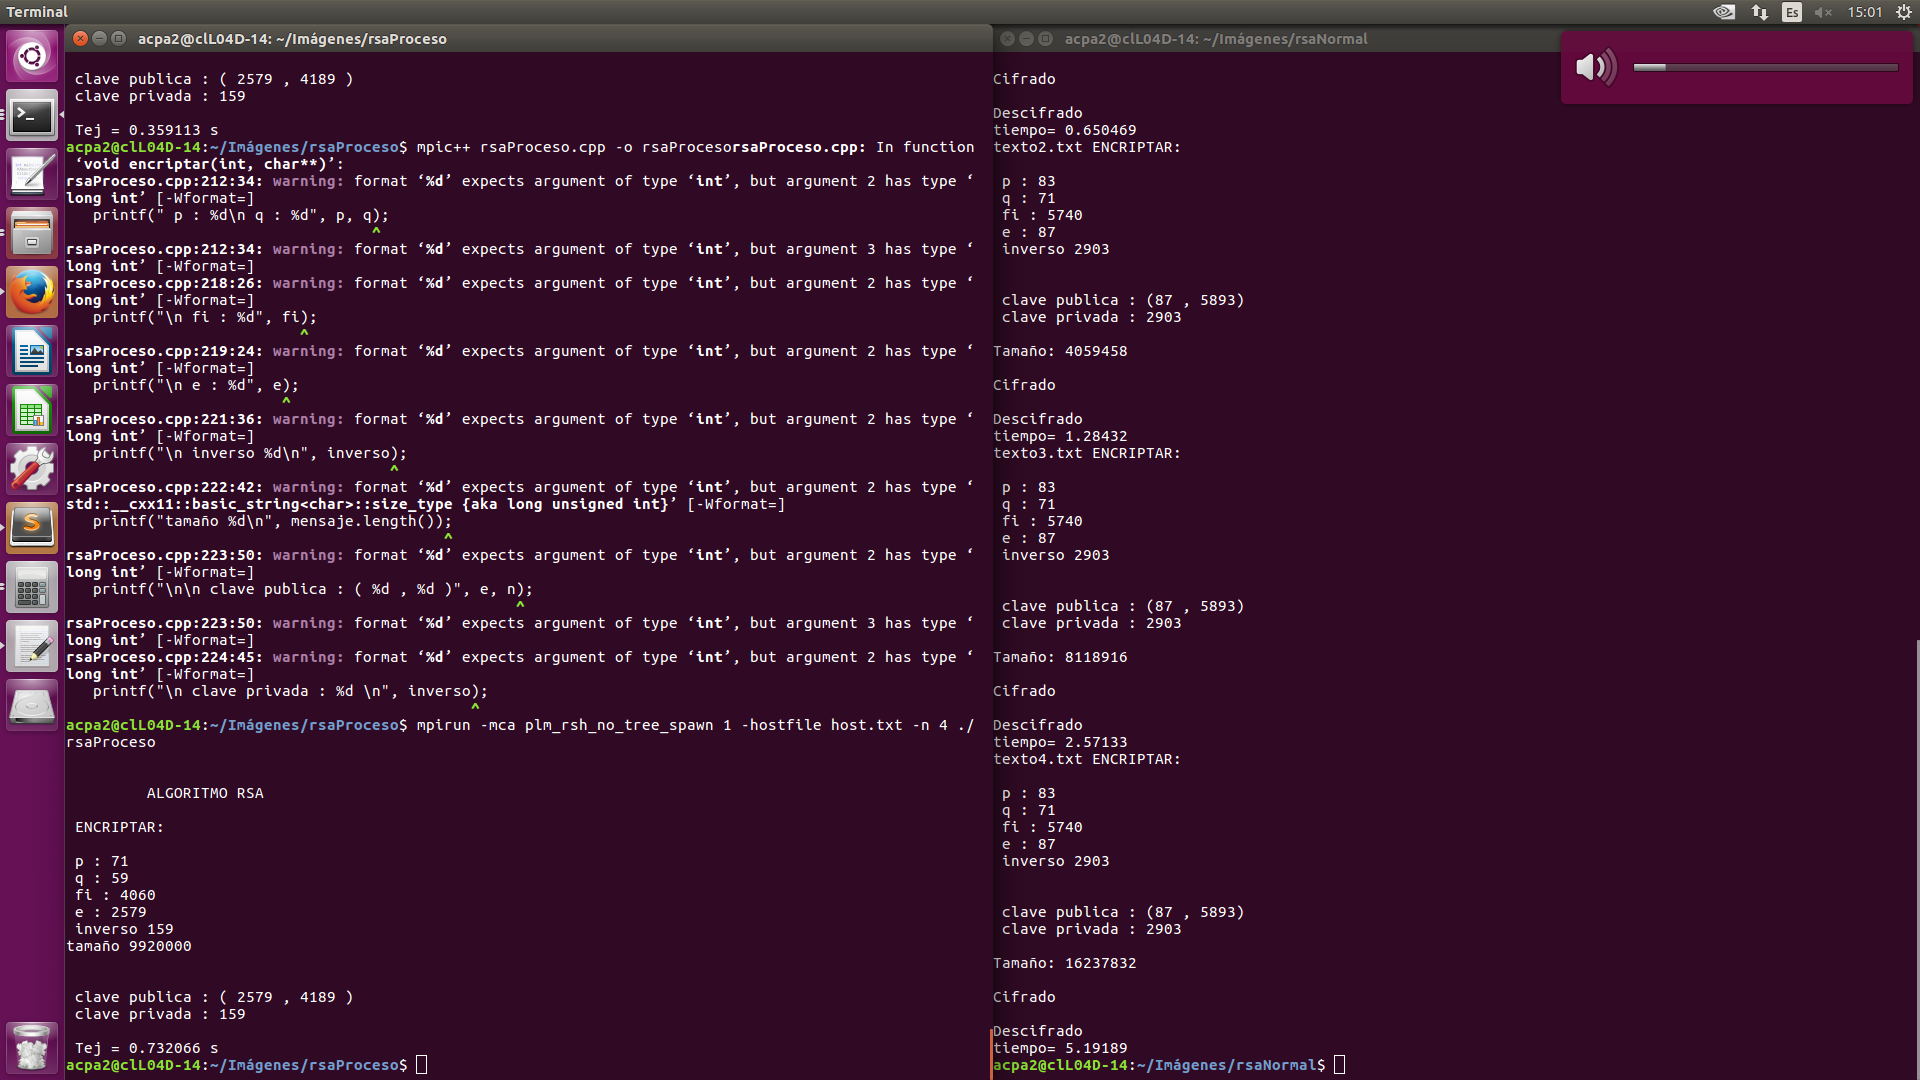 Terminal
Es
15:01
acpa2@clL04D-14: ~/Imágenes/rsaProceso
clave publica : ( 2579 , 4189 )
clave privada : 159
Tej = 0.359113 s
acpa2@clL04D-14:~/Imágenes/rsaProceso$ mpic++ rsaProceso.cpp -o rsaProcesorsaProceso.cpp: In function
‘void encriptar(int, char**)’:
rsaProceso.cpp:212:34: warning: format ‘%d’ expects argument of type ‘int’, but argument 2 has type ‘
long int’ [-Wformat=]
printf(" p : %d\n q : %d", p, q);
^
rsaProceso.cpp:212:34: warning: format ‘%d’ expects argument of type ‘int’, but argument 3 has type ‘
long int’ [-Wformat=]
rsaProceso.cpp:218:26: warning: format ‘%d’ expects argument of type ‘int’, but argument 2 has type ‘
long int’ [-Wformat=]
printf("\n fi : %d", fi);
^
rsaProceso.cpp:219:24: warning: format ‘%d’ expects argument of type ‘int’, but argument 2 has type ‘
long int’ [-Wformat=]
printf("\n e : %d", e);
^
rsaProceso.cpp:221:36: warning: format ‘%d’ expects argument of type ‘int’, but argument 2 has type ‘
long int’ [-Wformat=]
printf("\n inverso %d\n", inverso);
^
rsaProceso.cpp:222:42: warning: format ‘%d’ expects argument of type ‘int’, but argument 2 has type ‘
std::__cxx11::basic_string<char>::size_type {aka long unsigned int}’ [-Wformat=]
printf("tamaño %d\n", mensaje.length());
^
rsaProceso.cpp:223:50: warning: format ‘%d’ expects argument of type ‘int’, but argument 2 has type ‘
long int’ [-Wformat=]
printf("\n\n clave publica : ( %d , %d )", e, n);
^
rsaProceso.cpp:223:50: warning: format ‘%d’ expects argument of type ‘int’, but argument 3 has type ‘
long int’ [-Wformat=]
rsaProceso.cpp:224:45: warning: format ‘%d’ expects argument of type ‘int’, but argument 2 has type ‘
long int’ [-Wformat=]
printf("\n clave privada : %d \n", inverso);
^
acpa2@clL04D-14:~/Imágenes/rsaProceso$ mpirun -mca plm_rsh_no_tree_spawn 1 -hostfile host.txt -n 4 ./
rsaProceso
ALGORITMO RSA
ENCRIPTAR:
p : 71
q : 59
fi : 4060
e : 2579
inverso 159
tamaño 9920000
clave publica : ( 2579 , 4189 )
clave privada : 159
Tej = 0.732066 s
acpa2@clL04D-14:~/Imágenes/rsaProceso$
acpa2@clL04D-14: ~/Imágenes/rsaNormal
Cifrado
Descifrado
tiempo= 0.650469
texto2.txt ENCRIPTAR:
p : 83
q : 71
fi : 5740
e : 87
inverso 2903
clave publica : (87 , 5893)
clave privada : 2903
Tamaño: 4059458
Cifrado
Descifrado
tiempo= 1.28432
texto3.txt ENCRIPTAR:
p : 83
q : 71
fi : 5740
e : 87
inverso 2903
clave publica : (87 , 5893)
clave privada : 2903
Tamaño: 8118916
Cifrado
Descifrado
tiempo= 2.57133
texto4.txt ENCRIPTAR:
p : 83
q : 71
fi : 5740
e : 87
inverso 2903
clave publica : (87 , 5893)
clave privada : 2903
Tamaño: 16237832
Cifrado
Descifrado
tiempo= 5.19189
acpa2@clL04D-14:~/Imágenes/rsaNormal$